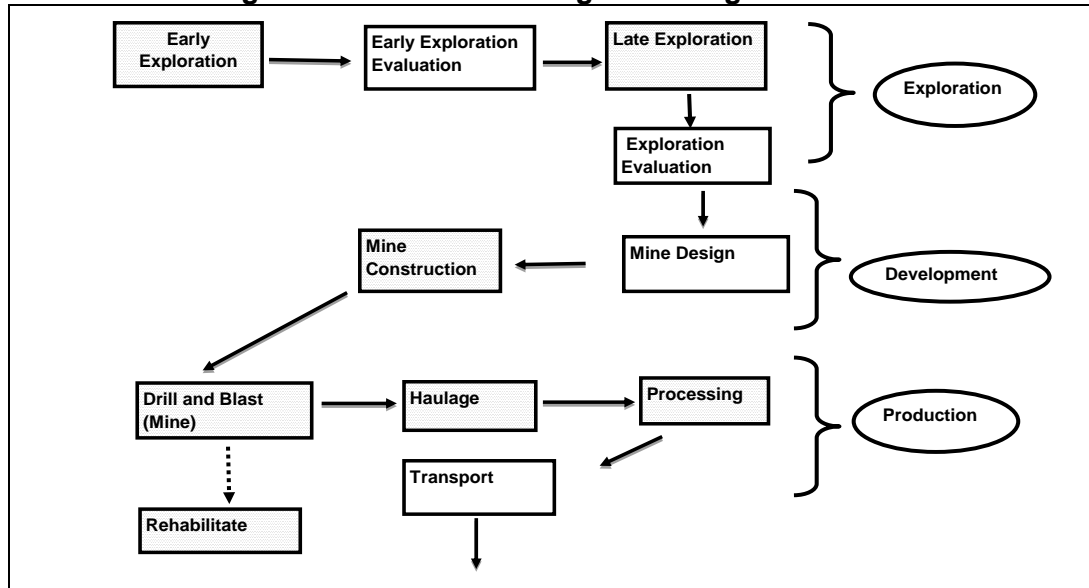 Early
Exploration
Early Exploration
Evaluation
Late Exploration
Exploration
Exploration
Evaluation
Mine
Construction
Mine Design
Development
Drill and Blast
(Mine)
Haulage
Processing
Production
Transport
Rehabilitate